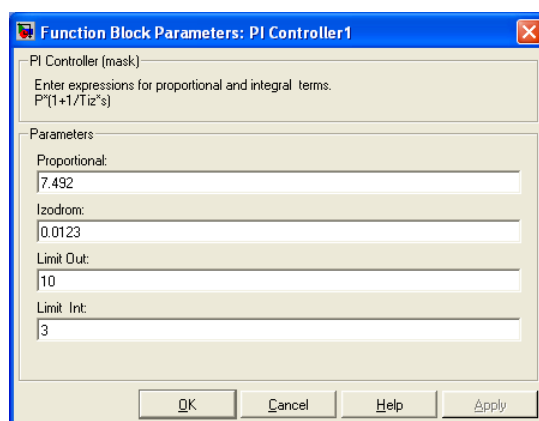 Function Block Parameters: PI Controller1
PI Controller (mask)
Enter expressions for proportional and integral terms.
P*(1+1/Tiz*s)
Parameters
Proportional:
7.492
Izodrom:
0.0123
Limit Out:
10
Limit Int:
3
OK Cancel Help Apply